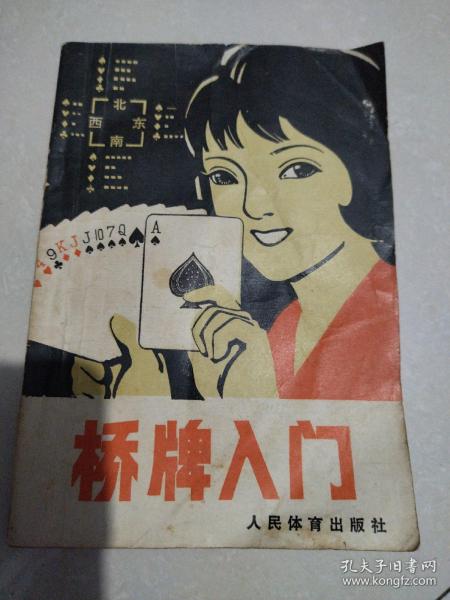 北
西 东
南
4 9 K J J 10 7 Q A
桥牌入门
人民体育出版社
孔夫子旧书网
www.kongfz.com